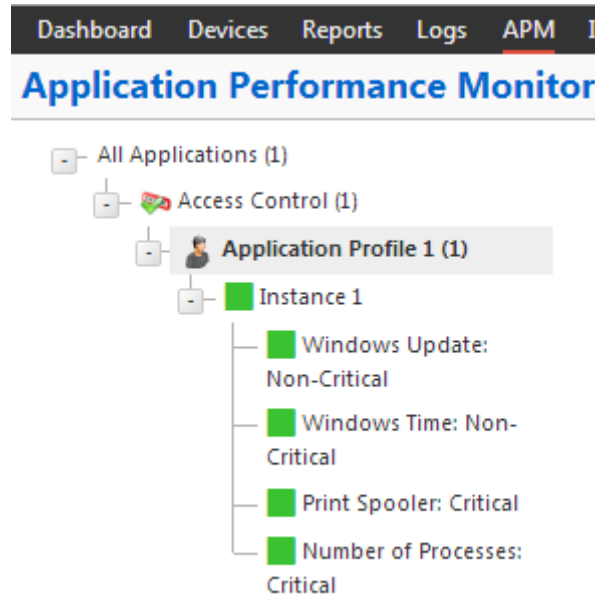 Dashboard Devices Reports Logs APM
Application Performance Monitor
- All Applications (1)
- Access Control (1)
- Application Profile 1 (1)
- Instance 1
Windows Update:
Non-Critical
Windows Time: Non-
Critical
Print Spooler: Critical
Number of Processes:
Critical